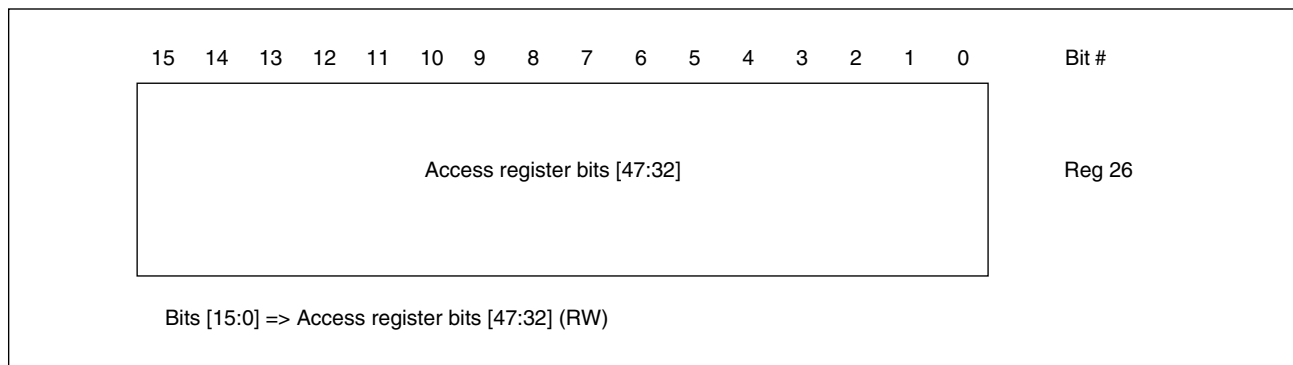 15 14 13 12 11 10 9 8 7 6 5 4 3 2 1 0 Bit #
Access register bits [47:32] Reg 26
Bits [15:0] => Access register bits [47:32] (RW)